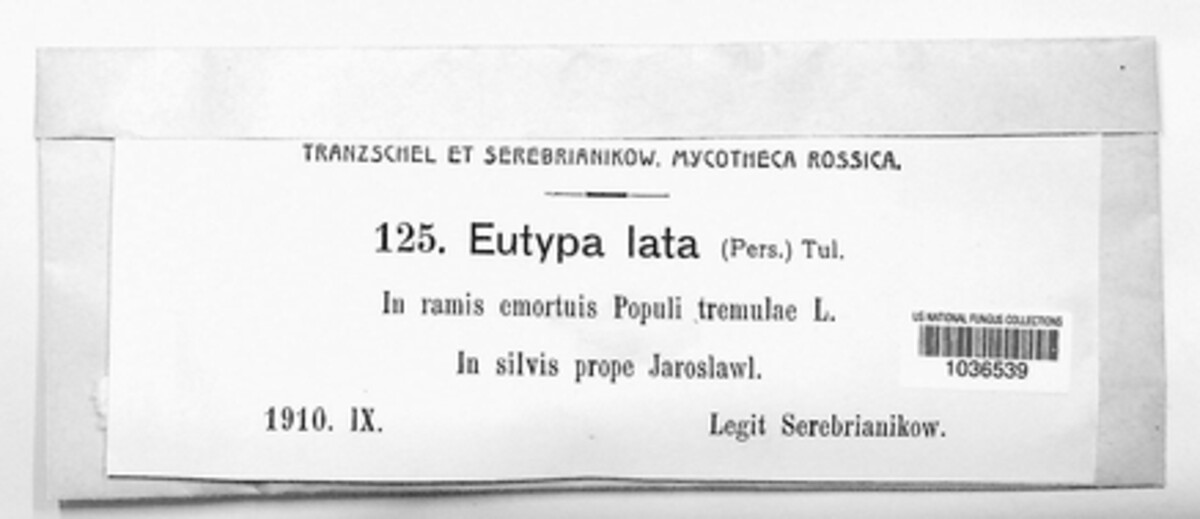 TRANZSCHEL ET SEREBRIANIKOW. MYCOTHECA ROSSICA.
125. Eutypa lata (Pers.) Tul.
In ramis emortuis Populi tremulae L.
In silvis prope Jaroslawl.
US NATIONAL FUNGUS COLLECTIONS
1036539
1910. IX.
Legit Serebrianikow.